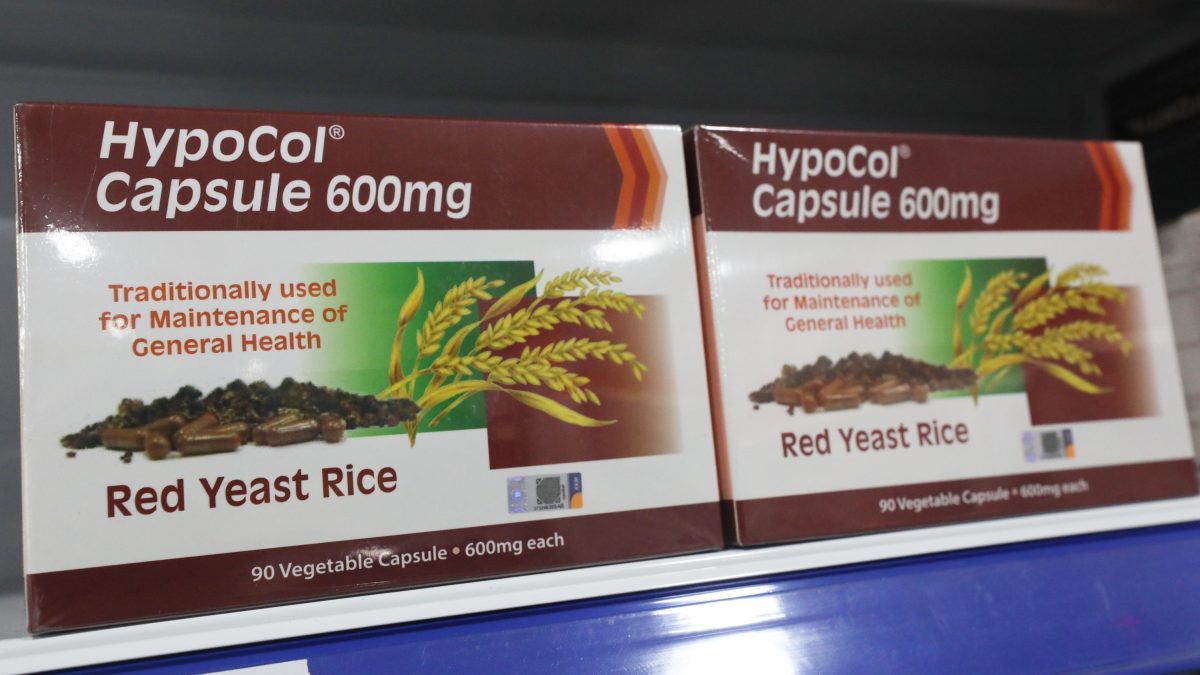 HypoCol®
Capsule 600mg
Traditionally used
for Maintenance of
General Health
Red Yeast Rice
90 Vegetable Capsule • 600mg each
HypoCol®
Capsule 600mg
Traditionally used
for Maintenance of
General Health
Red Yeast Rice
90 Vegetable Capsule • 600mg each